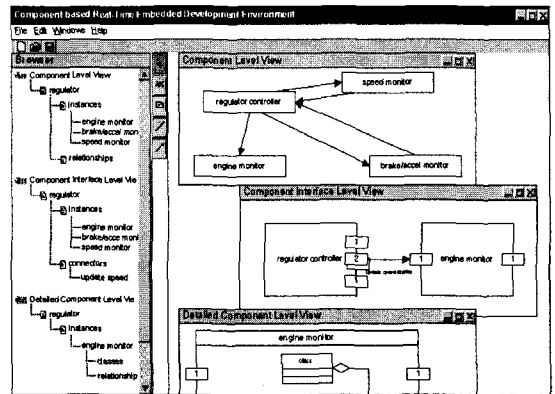 Component based Real-Time Embedded Development Environment
File Edit Windows Help
Browser
Component Level View
regulator
instances
engine monitor
brake/accel mon
speed monitor
relationships
Component Interface Level Vie
regulator
instances
engine monitor
brake/acce moni
speed monitor
connectors
update speed
Detailed Component Level Vie
regulator
instances
engine monitor
classes
relationship
Component Level View
speed monitor
regulator controller
engine monitor
brake/accel monitor
Component Interface Level View
1
regulator controller 2
1 engine monitor 1
1
Detailed Component Level View
engine monitor
class
1 1